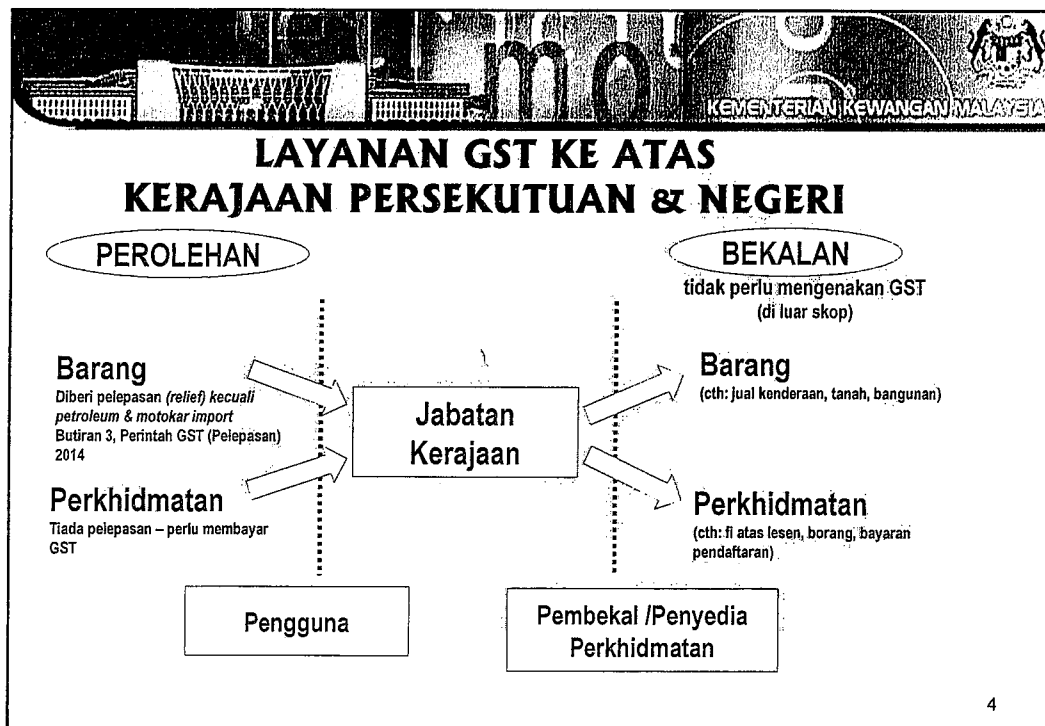 mof
KEMENTERIAN KEWANGAN MALAYSIA
LAYANAN GST KE ATAS
KERAJAAN PERSEKUTUAN & NEGERI
PEROLEHAN
Barang
Diberi pelepasan (relief) kecuali
petroleum & motokar import
Butiran 3, Perintah GST (Pelepasan)
2014
Perkhidmatan
Tiada pelepasan – perlu membayar
GST
Jabatan
Kerajaan
BEKALAN
tidak perlu mengenakan GST
(di luar skop)
Barang
(cth: jual kenderaan, tanah, bangunan)
Perkhidmatan
(cth: fi atas lesen, borang, bayaran
pendaftaran)
Pengguna
Pembekal /Penyedia
Perkhidmatan
4